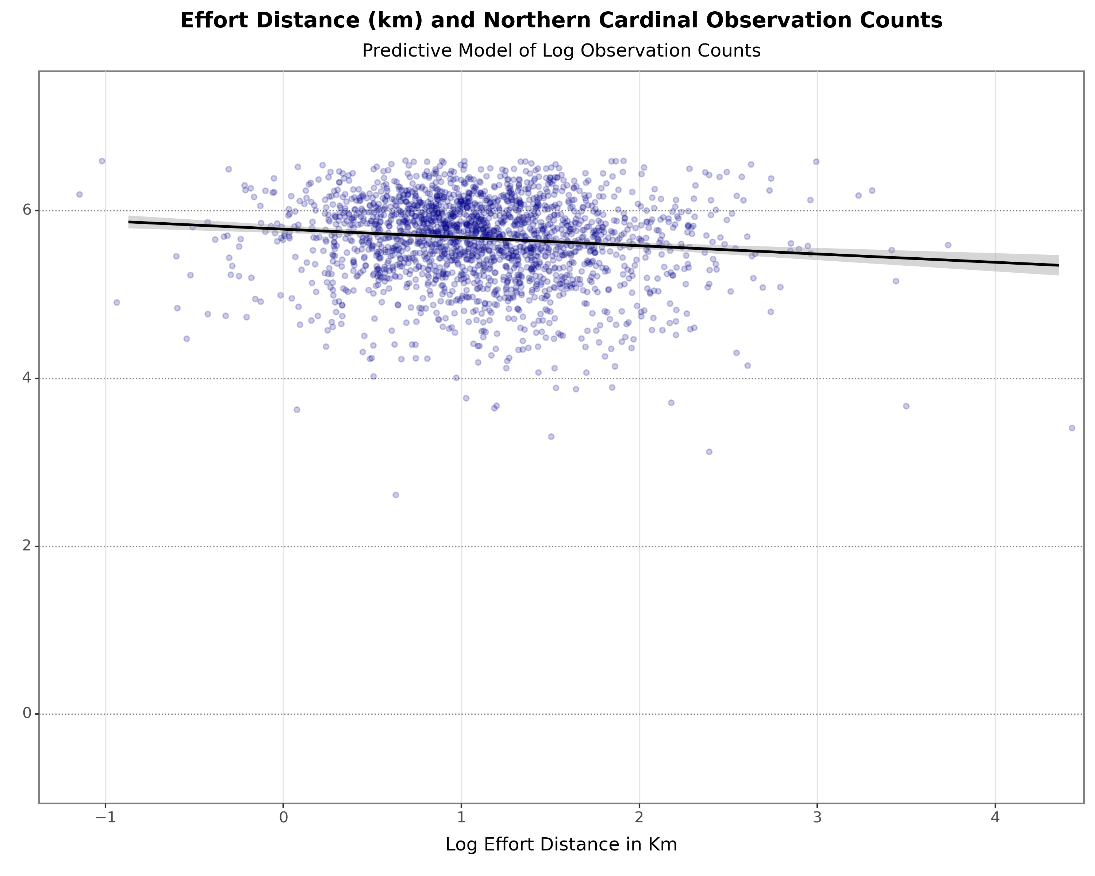 Effort Distance (km) and Northern Cardinal Observation Counts
Predictive Model of Log Observation Counts
6
4
2
0
−1 0 1 2 3 4
Log Effort Distance in Km